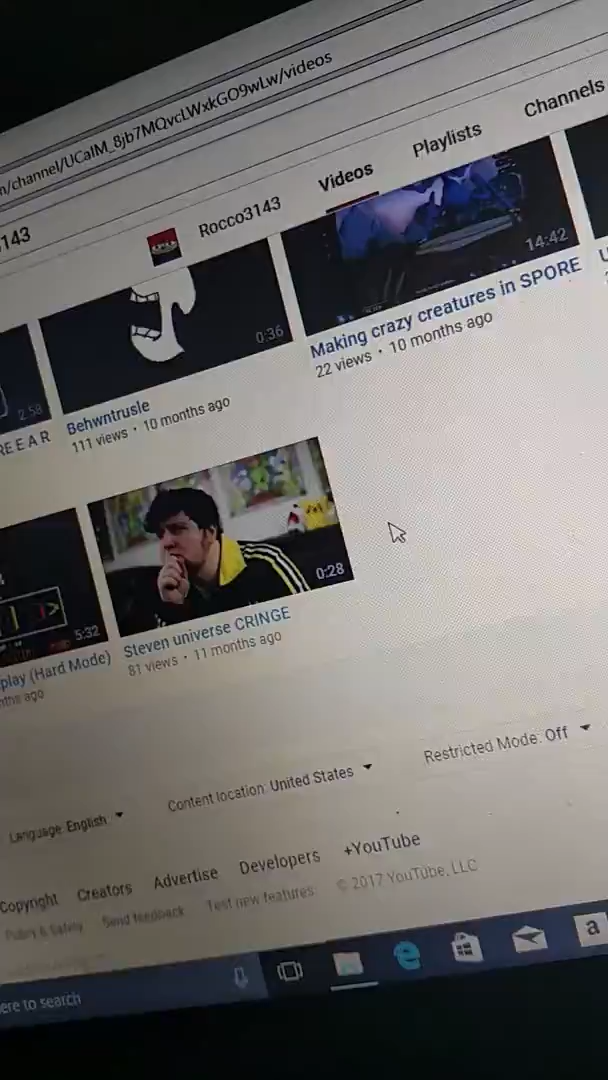 n/channel/UCalM_8jb7MQvcLWxkGO9wLw/videos
143
Rocco3143
Videos
Playlists
Channels
2:58
0:36
14:42
REEAR
Behwntrusle
111 views • 10 months ago
Making crazy creatures in SPORE
22 views • 10 months ago
U
5:32
0:28
play (Hard Mode)
nths ago
Steven universe CRINGE
81 views • 11 months ago
Language: English
Content location: United States
Restricted Mode: Off
Copyright
Creators
Advertise
Developers
+YouTube
Policy & Safety
Send feedback
Test new features
© 2017 YouTube, LLC
ere to search
a